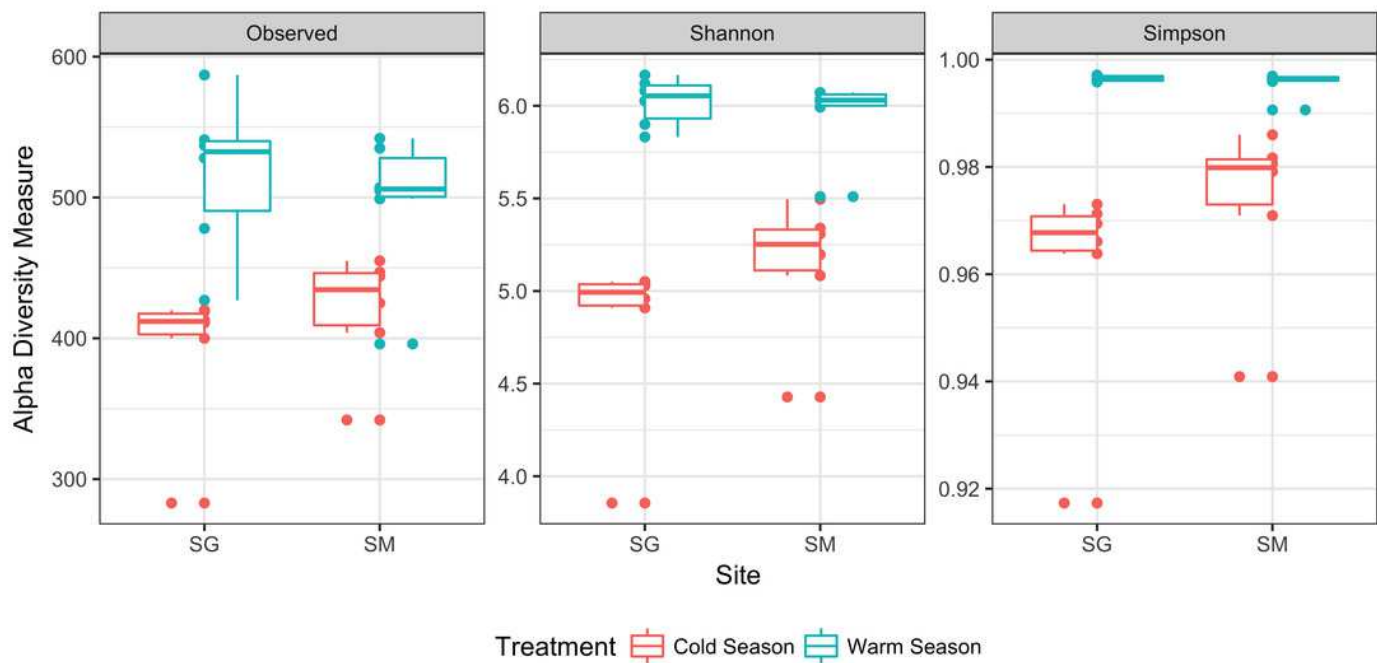 Observed
Shannon
Simpson
Alpha Diversity Measure
600
500
400
300
6.0
5.5
5.0
4.5
4.0
1.00
0.98
0.96
0.94
0.92
SG
SM
SG
SM
SG
SM
Site
Treatment Cold Season Warm Season